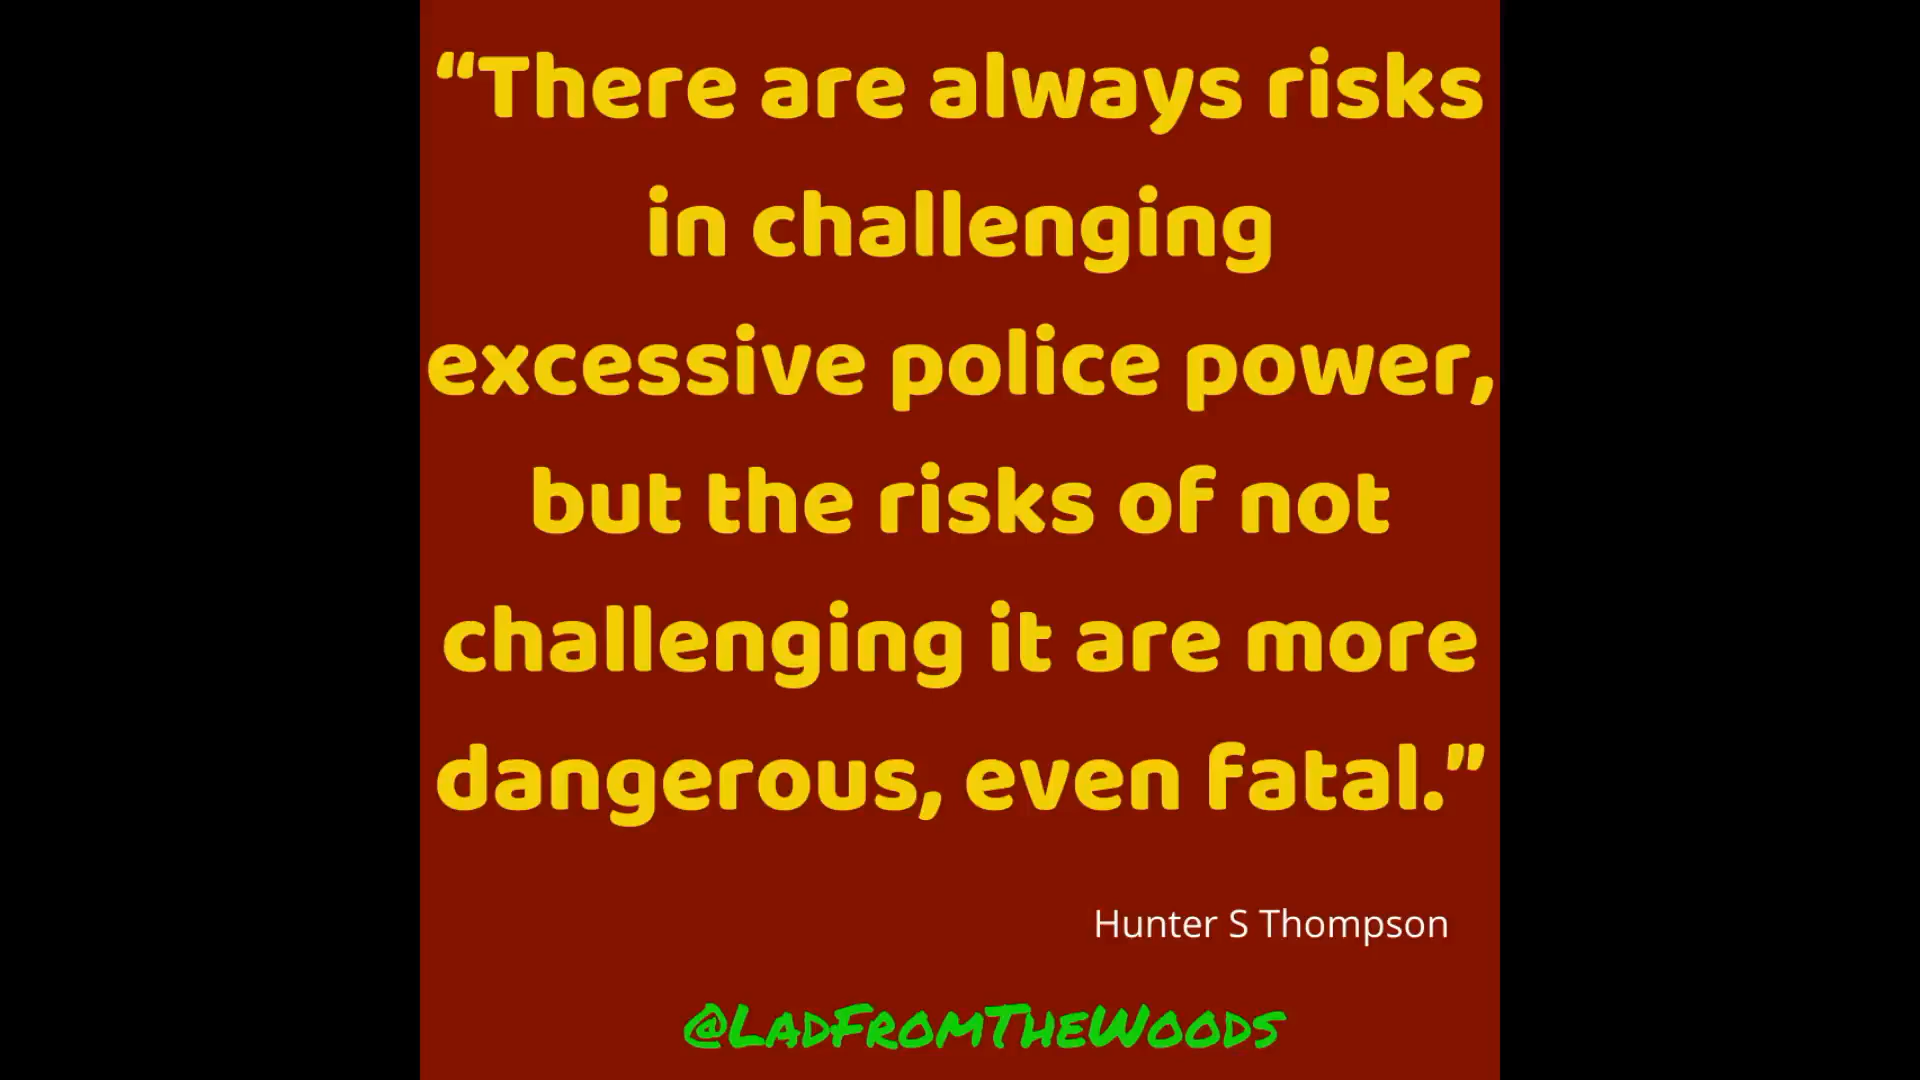 “There are always risks
in challenging
excessive police power,
but the risks of not
challenging it are more
dangerous, even fatal.”
Hunter S Thompson
@LadFromTheWoods